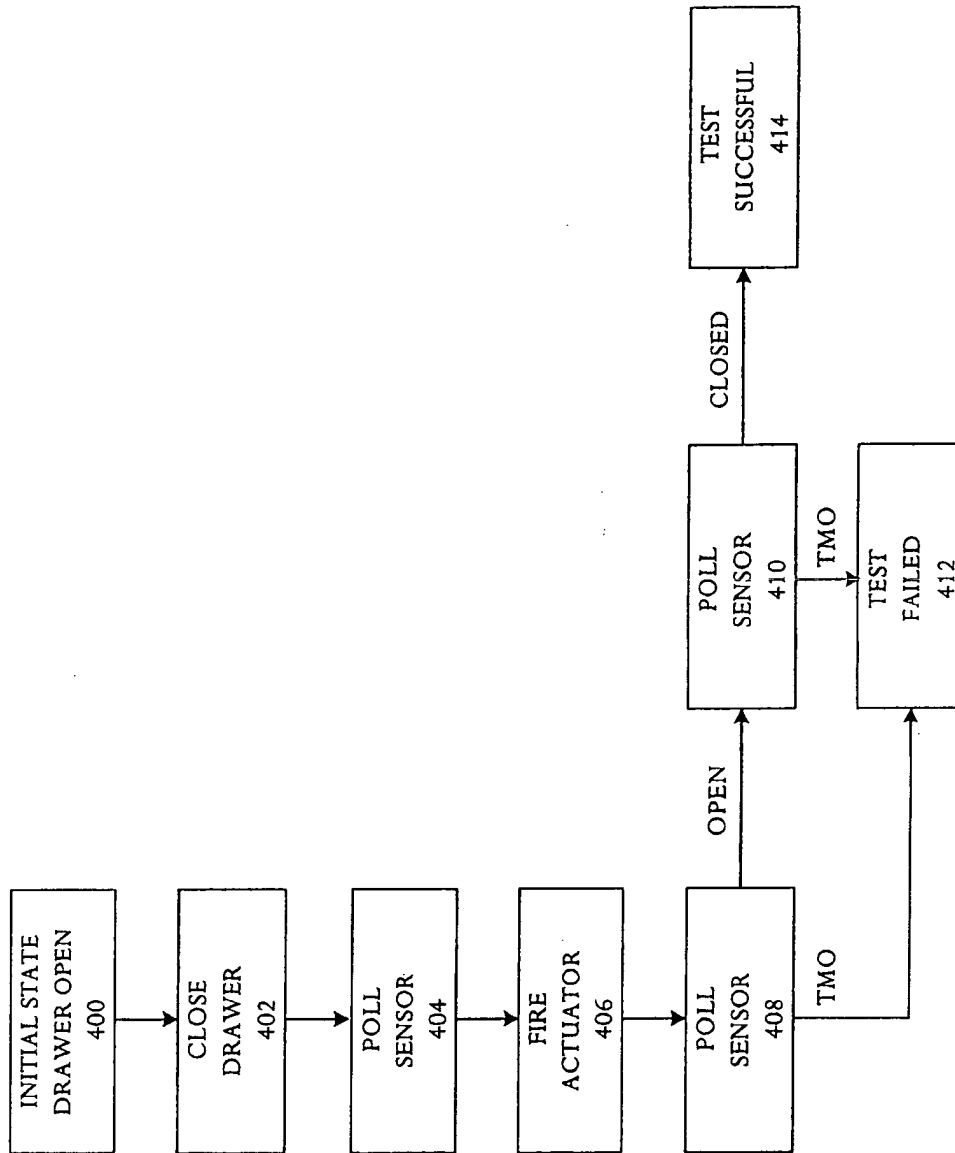 INITIAL STATE
DRAWER OPEN
400
CLOSE
DRAWER
402
POLL
SENSOR
404
FIRE
ACTUATOR
406
POLL
SENSOR
408
OPEN
TMO
POLL
SENSOR
410
CLOSED
TMO
TEST
FAILED
412
TEST
SUCCESSFUL
414